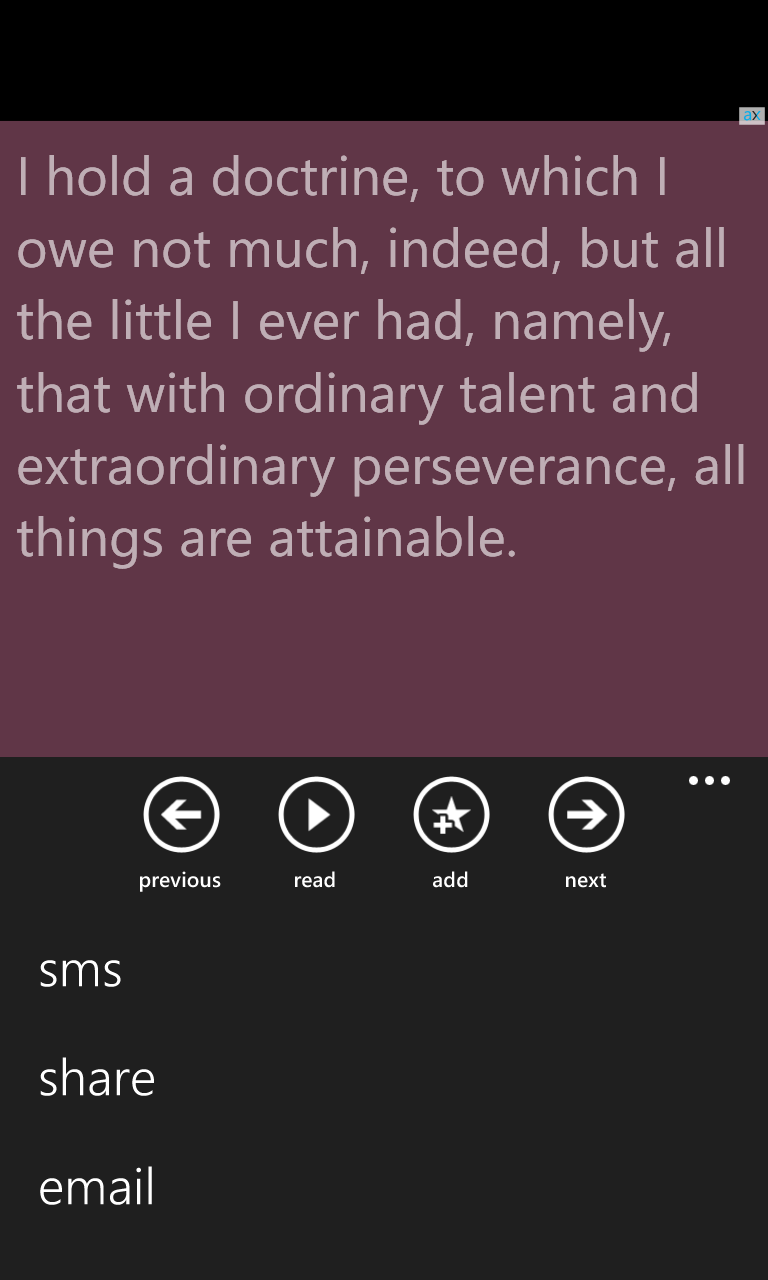 ax
I hold a doctrine, to which I
owe not much, indeed, but all
the little I ever had, namely,
that with ordinary talent and
extraordinary perseverance, all
things are attainable.
previous read add next
sms
share
email